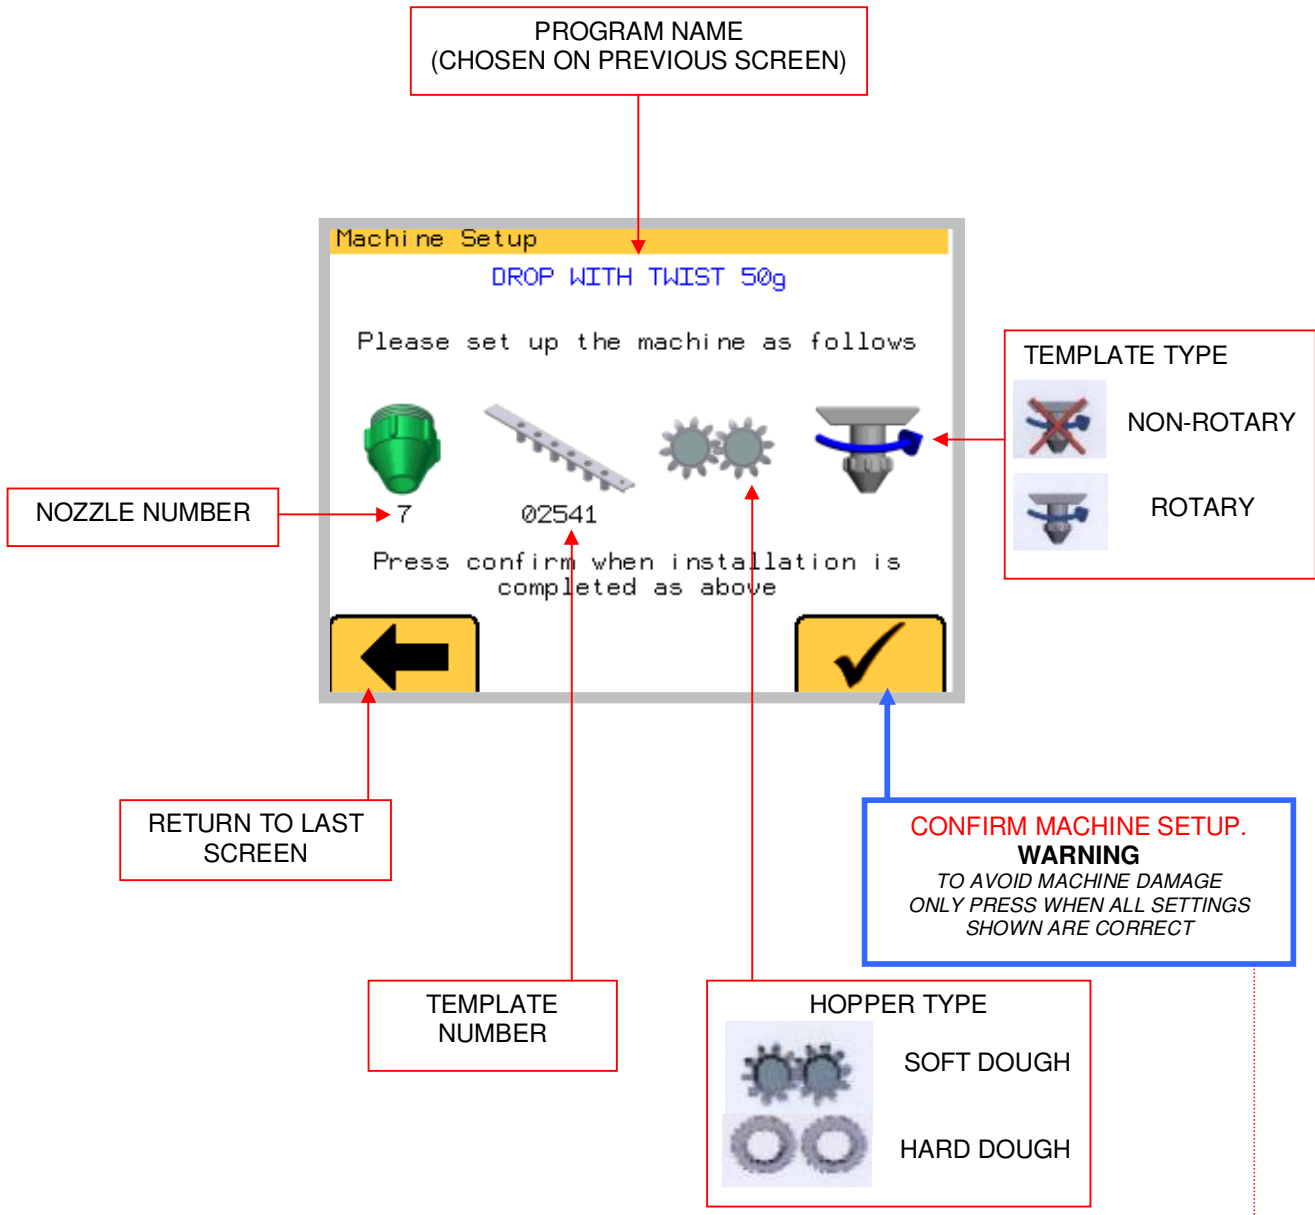 PROGRAM NAME
(CHOSEN ON PREVIOUS SCREEN)
Machine Setup
DROP WITH TWIST 50g
Please set up the machine as follows
TEMPLATE TYPE
NON-ROTARY
ROTARY
NOZZLE NUMBER
7
02541
Press confirm when installation is
completed as above
RETURN TO LAST
SCREEN
CONFIRM MACHINE SETUP.
WARNING
TO AVOID MACHINE DAMAGE
ONLY PRESS WHEN ALL SETTINGS
SHOWN ARE CORRECT
TEMPLATE
NUMBER
HOPPER TYPE
SOFT DOUGH
HARD DOUGH